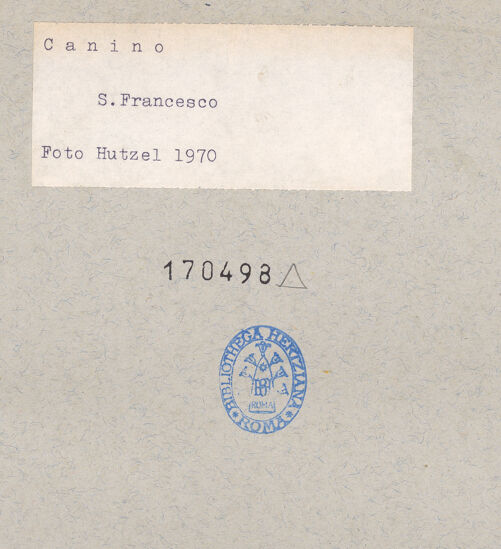 C a n i n o
S.Francesco
Foto Hutzel 1970
170498
BIBLIOTHECA HERTZIANA
ROMA
* ROMA *